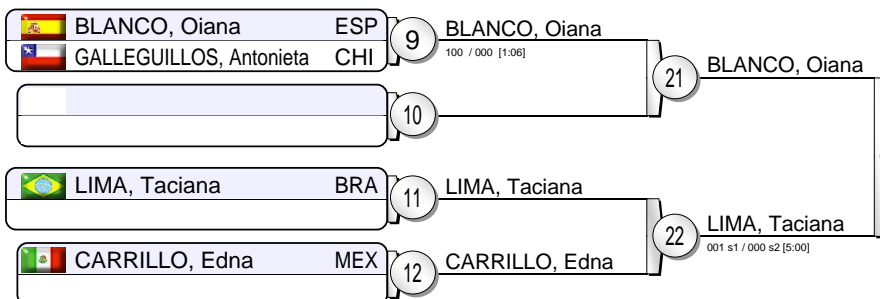 BLANCO, Oiana ESP
GALLEGUILLOS, Antonieta CHI
9
BLANCO, Oiana
100 / 000 [1:06]
21
BLANCO, Oiana
10
LIMA, Taciana BRA
11
LIMA, Taciana
22
LIMA, Taciana
001 s1 / 000 s2 [5:00]
CARRILLO, Edna MEX
12
CARRILLO, Edna